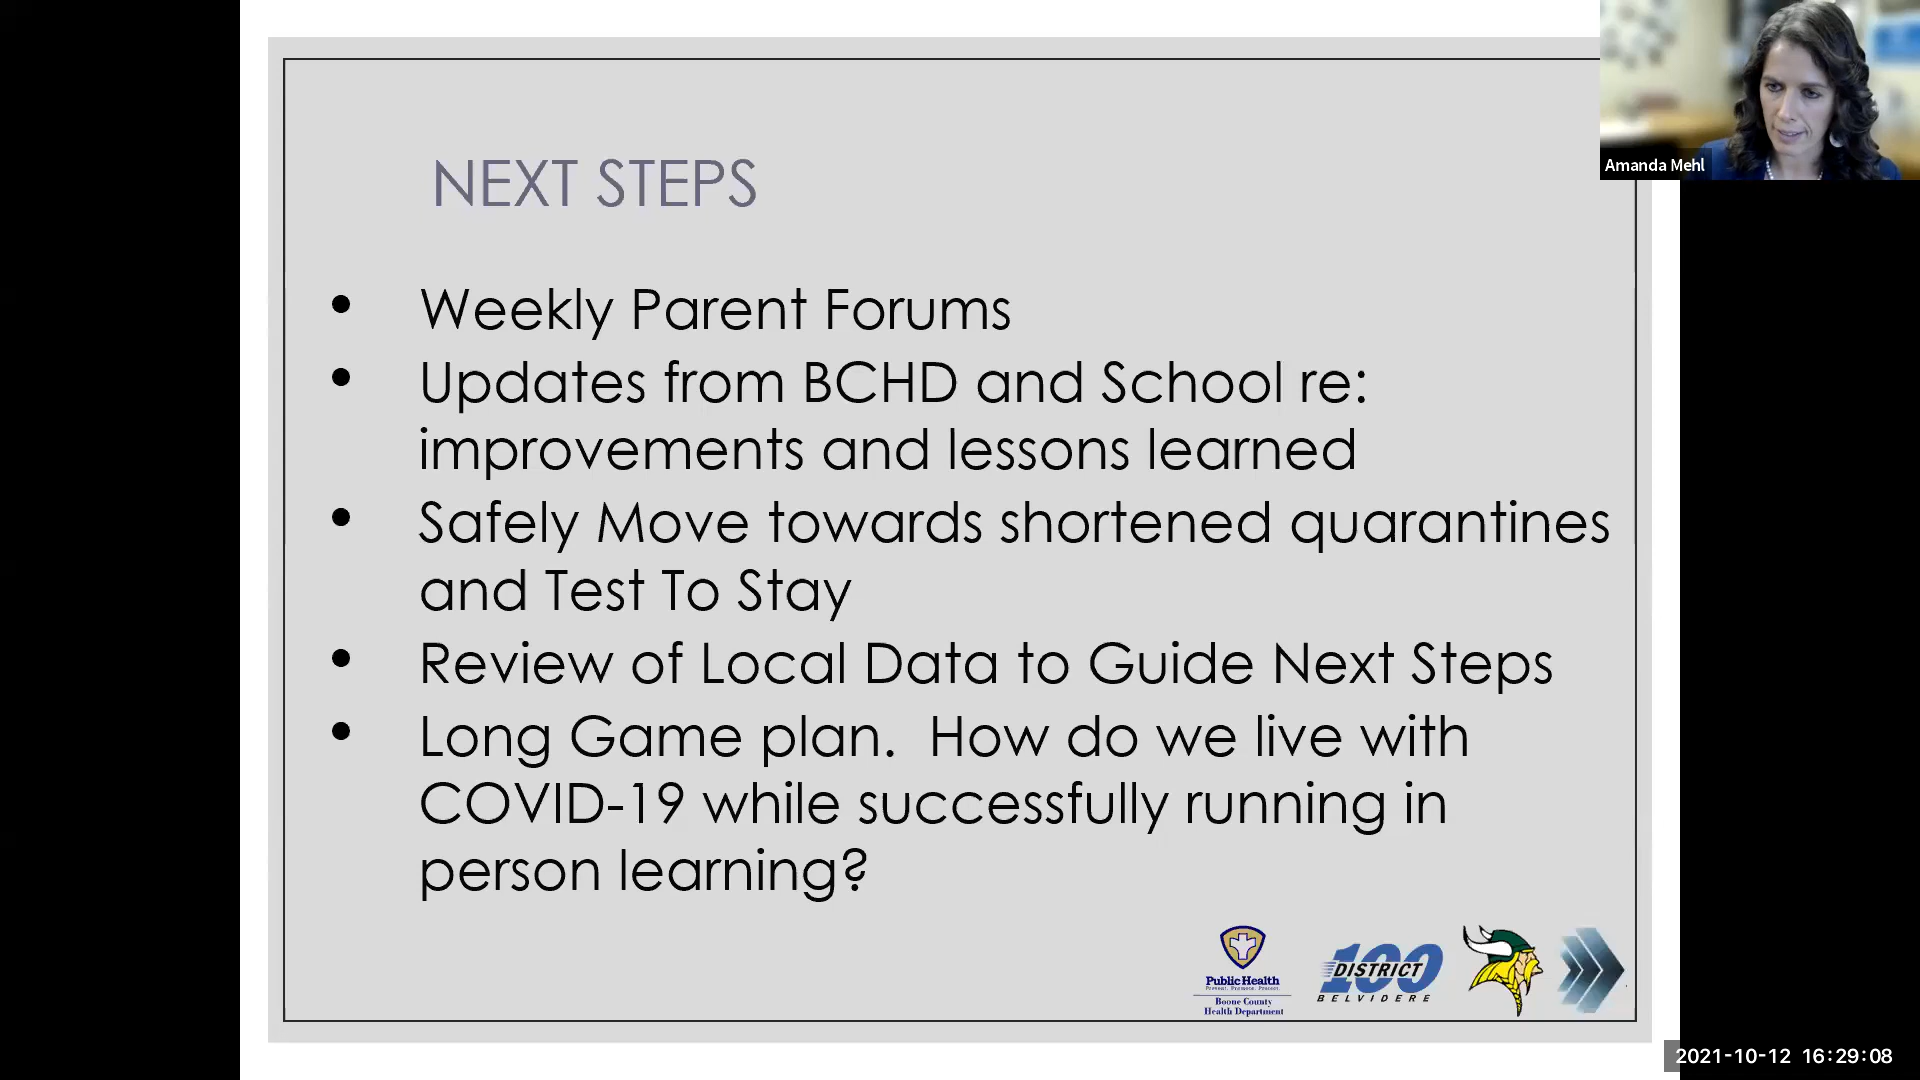 Amanda Mehl
NEXT STEPS
• Weekly Parent Forums
• Updates from BCHD and School re:
improvements and lessons learned
• Safely Move towards shortened quarantines
and Test To Stay
• Review of Local Data to Guide Next Steps
• Long Game plan.  How do we live with
COVID-19 while successfully running in
person learning?
Public Health
Prevent. Promote. Protect.
Boone County
Health Department
100
DISTRICT
BELVIDERE
2021-10-12 16:29:08